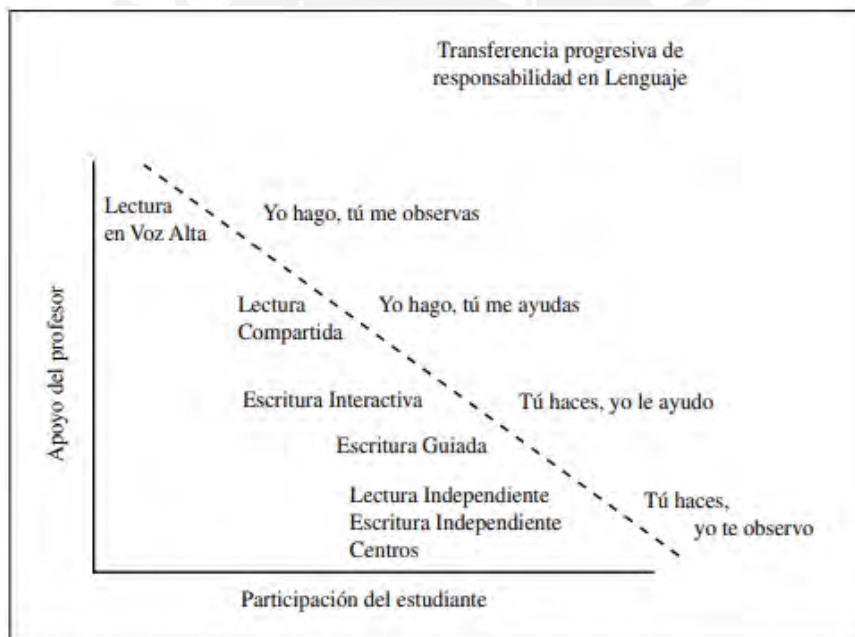 Transferencia progresiva de
responsabilidad en Lenguaje
Lectura
en Voz Alta
Yo hago, tú me observas
Lectura
Compartida
Yo hago, tú me ayudas
Escritura Interactiva
Tú haces, yo le ayudo
Escritura Guiada
Lectura Independiente
Escritura Independiente
Centros
Tú haces,
yo te observo
Apoyo del profesor
Participación del estudiante